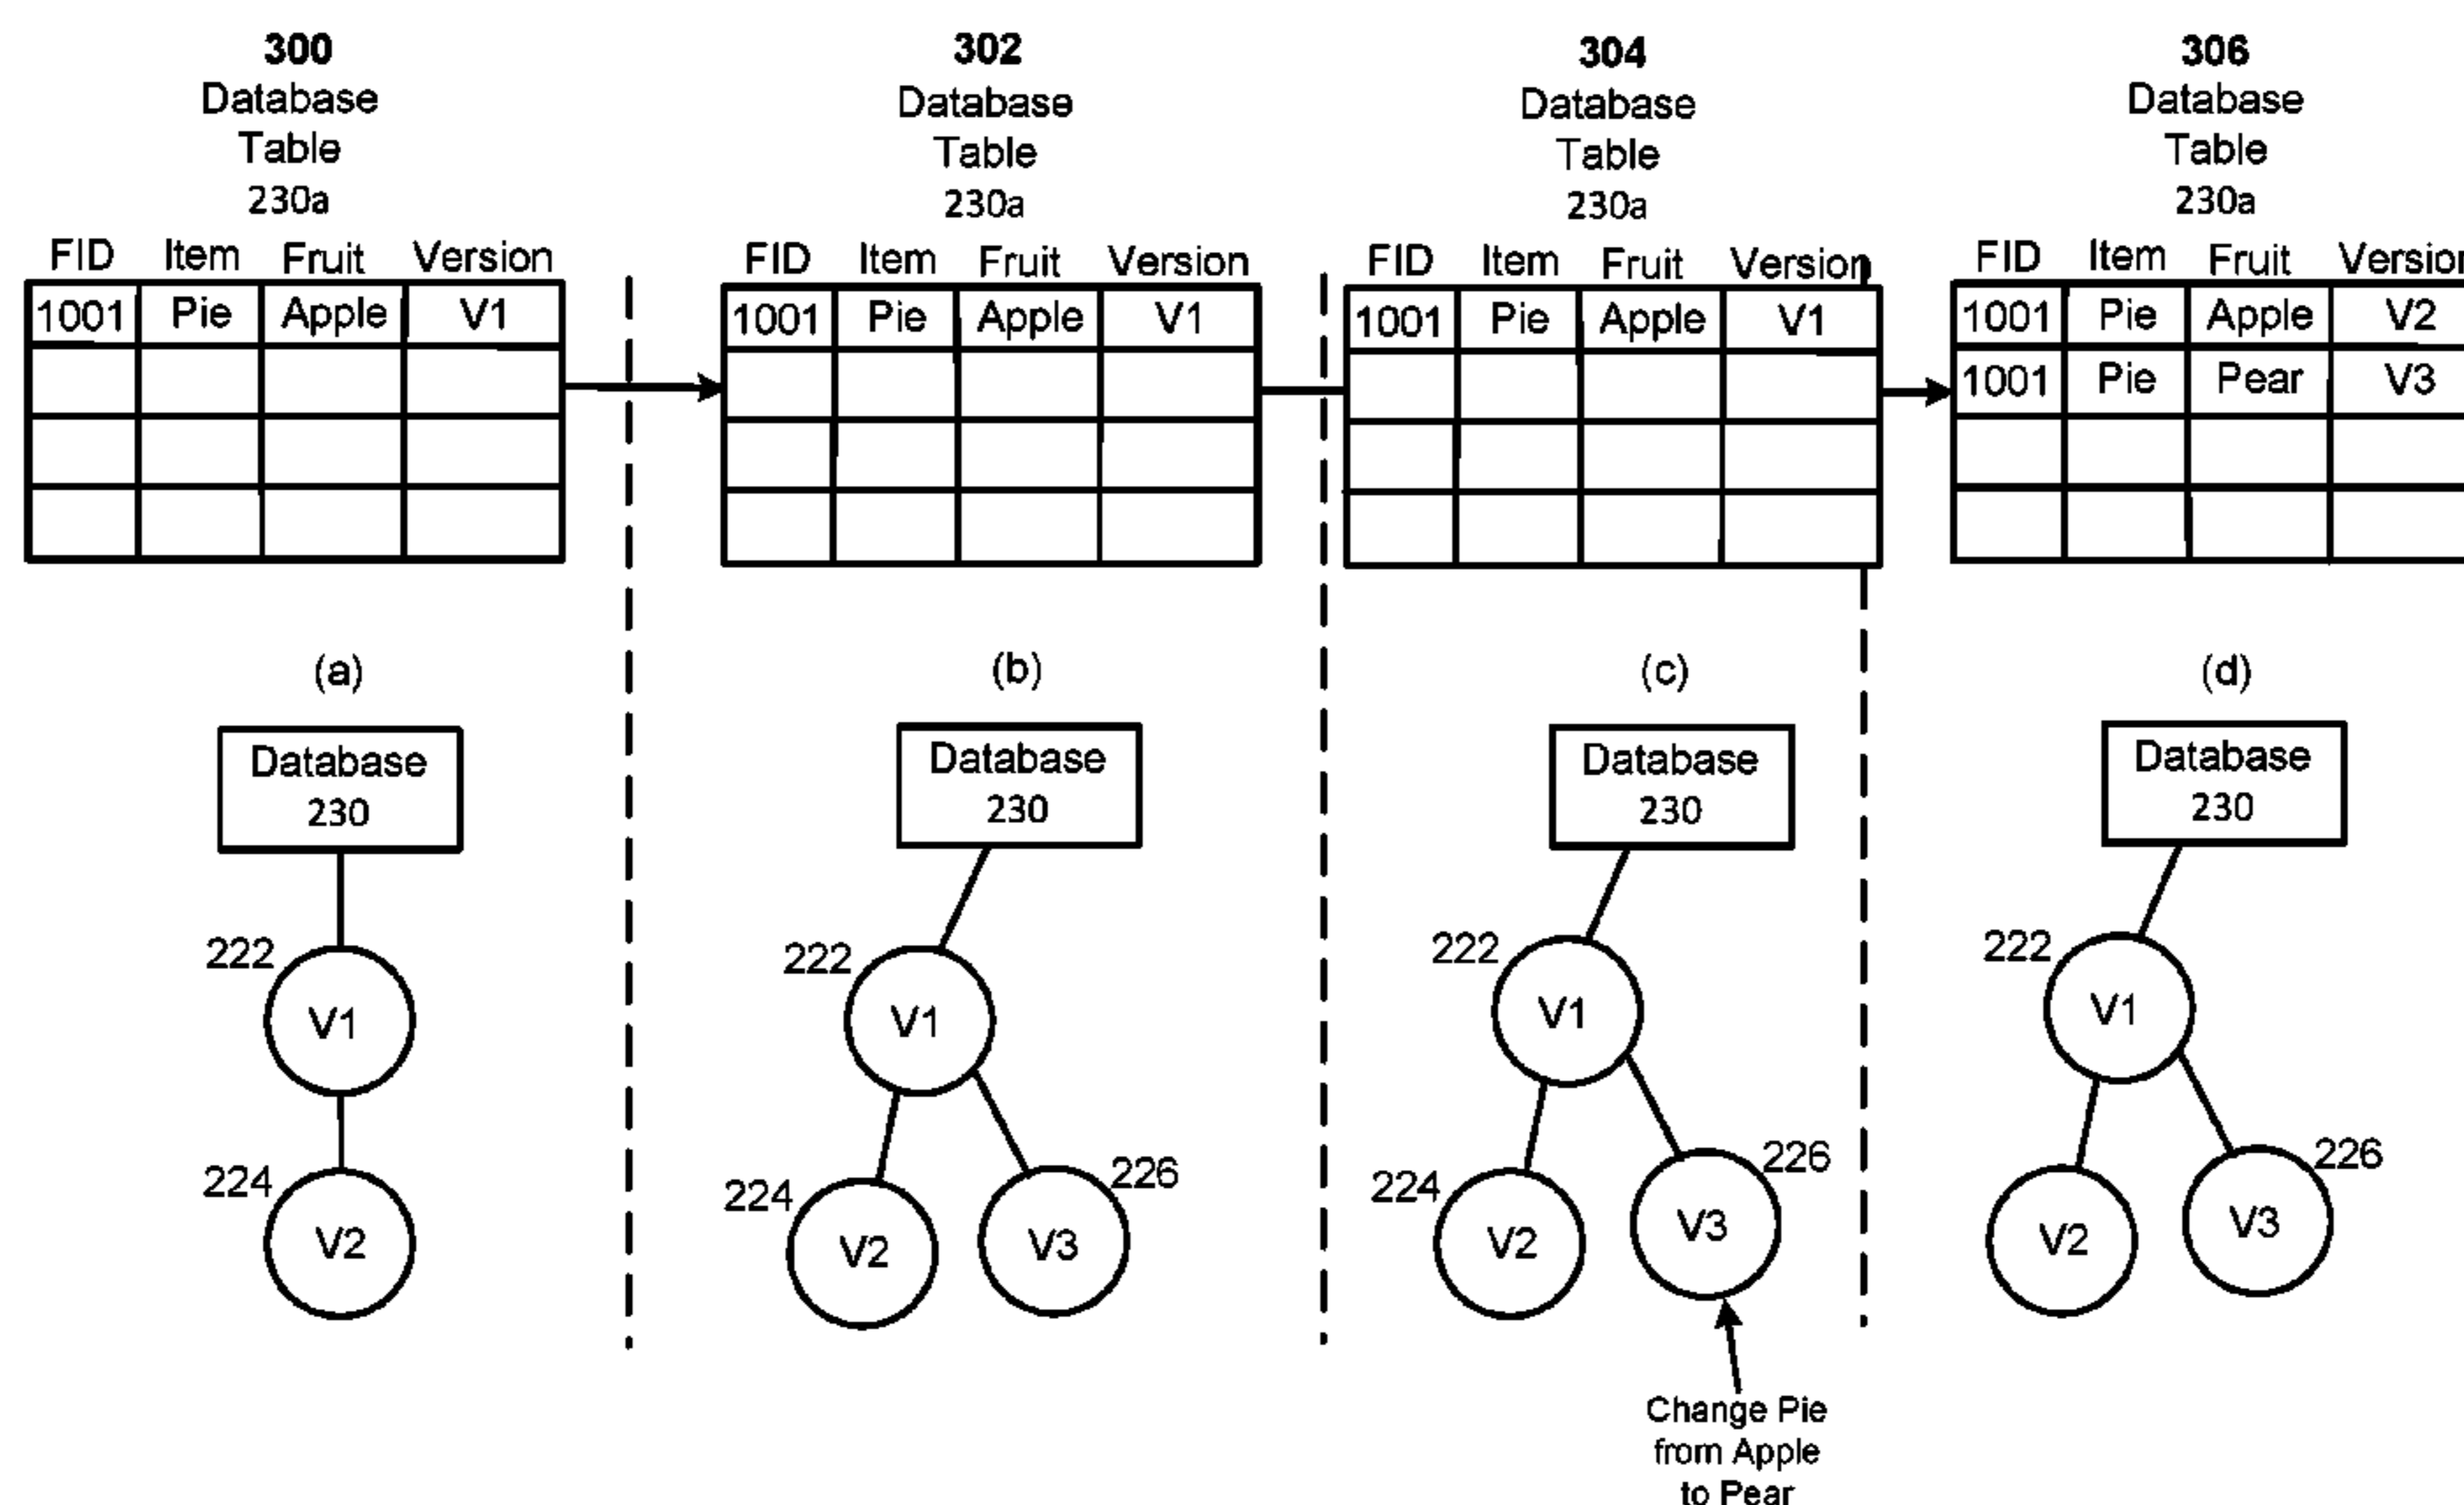 300
Database
Table
230a
FID Item Fruit Version
1001 Pie Apple V1
302
Database
Table
230a
FID Item Fruit Version
1001 Pie Apple V1
304
Database
Table
230a
FID Item Fruit Version
1001 Pie Apple V1
306
Database
Table
230a
FID Item Fruit Version
1001 Pie Apple V2
1001 Pie Pear V3
(a)
Database
230
222
V1
224
V2
(b)
Database
230
222
V1
224
V2
226
V3
(c)
Database
230
222
V1
224
V2
226
V3
Change Pie
from Apple
to Pear
(d)
Database
230
222
V1
V2
226
V3